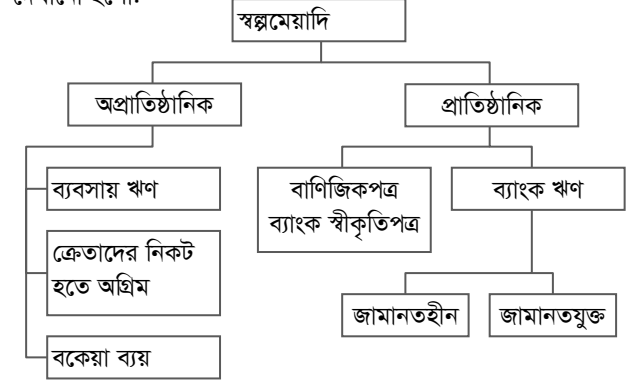 স্বল্পমেয়াদি
অপ্রাতিষ্ঠানিক
প্রাতিষ্ঠানিক
ব্যবসায় ঋণ
ক্রেতাদের নিকট
হতে অগ্রিম
বকেয়া ব্যয়
বাণিজিকপত্র
ব্যাংক স্বীকৃতিপত্র
ব্যাংক ঋণ
জামানতহীন
জামানতযুক্ত